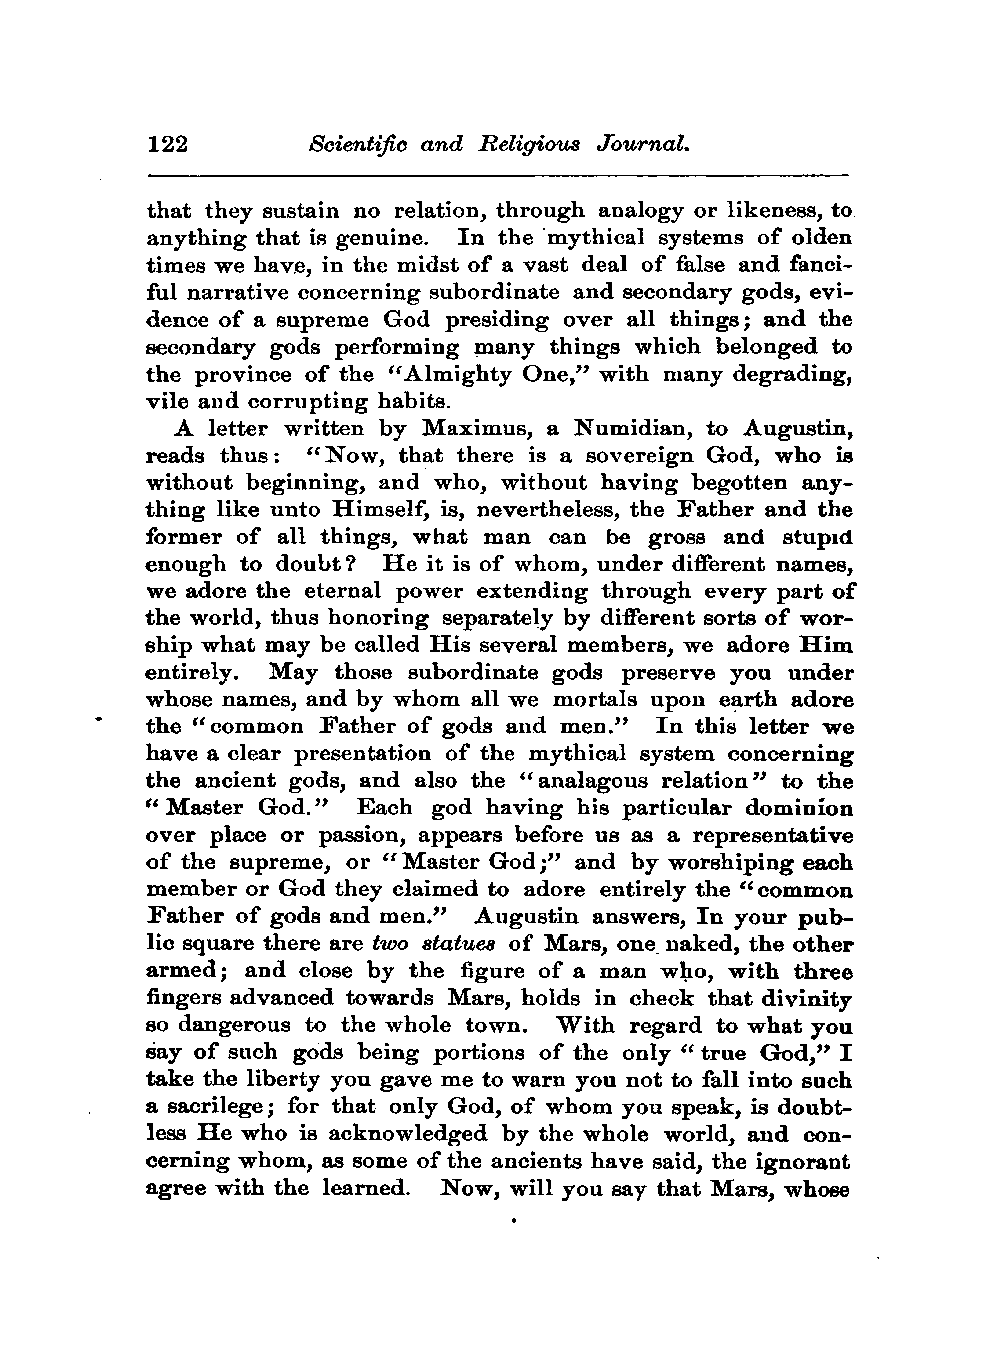 122 Scientific and Religious Journal.
that they sustain no relation, through analogy or likeness, to
anything that is genuine. In the mythical systems of olden
times we have, in the midst of a vast deal of false and fanci-
ful narrative concerning subordinate and secondary gods, evi-
dence of a supreme God presiding over all things; and the
secondary gods performing many things which belonged to
the province of the “Almighty One,” with many degrading,
vile and corrupting habits.
A letter written by Maximus, a Numidian, to Augustin,
reads thus: “Now, that there is a sovereign God, who is
without beginning, and who, without having begotten any-
thing like unto Himself, is, nevertheless, the Father and the
former of all things, what man can be gross and stupid
enough to doubt? He it is of whom, under different names,
we adore the eternal power extending through every part of
the world, thus honoring separately by different sorts of wor-
ship what may be called His several members, we adore Him
entirely. May those subordinate gods preserve you under
whose names, and by whom all we mortals upon earth adore
the “common Father of gods and men.” In this letter we
have a clear presentation of the mythical system concerning
the ancient gods, and also the “analagous relation” to the
“Master God.” Each god having his particular dominion
over place or passion, appears before us as a representative
of the supreme, or “Master God;” and by worshiping each
member or God they claimed to adore entirely the “common
Father of gods and men.” Augustin answers, In your pub-
lic square there are two statues of Mars, one naked, the other
armed; and close by the figure of a man who, with three
fingers advanced towards Mars, holds in check that divinity
so dangerous to the whole town. With regard to what you
say of such gods being portions of the only “true God,” I
take the liberty you gave me to warn you not to fall into such
a sacrilege; for that only God, of whom you speak, is doubt-
less He who is acknowledged by the whole world, and con-
cerning whom, as some of the ancients have said, the ignorant
agree with the learned. Now, will you say that Mars, whose